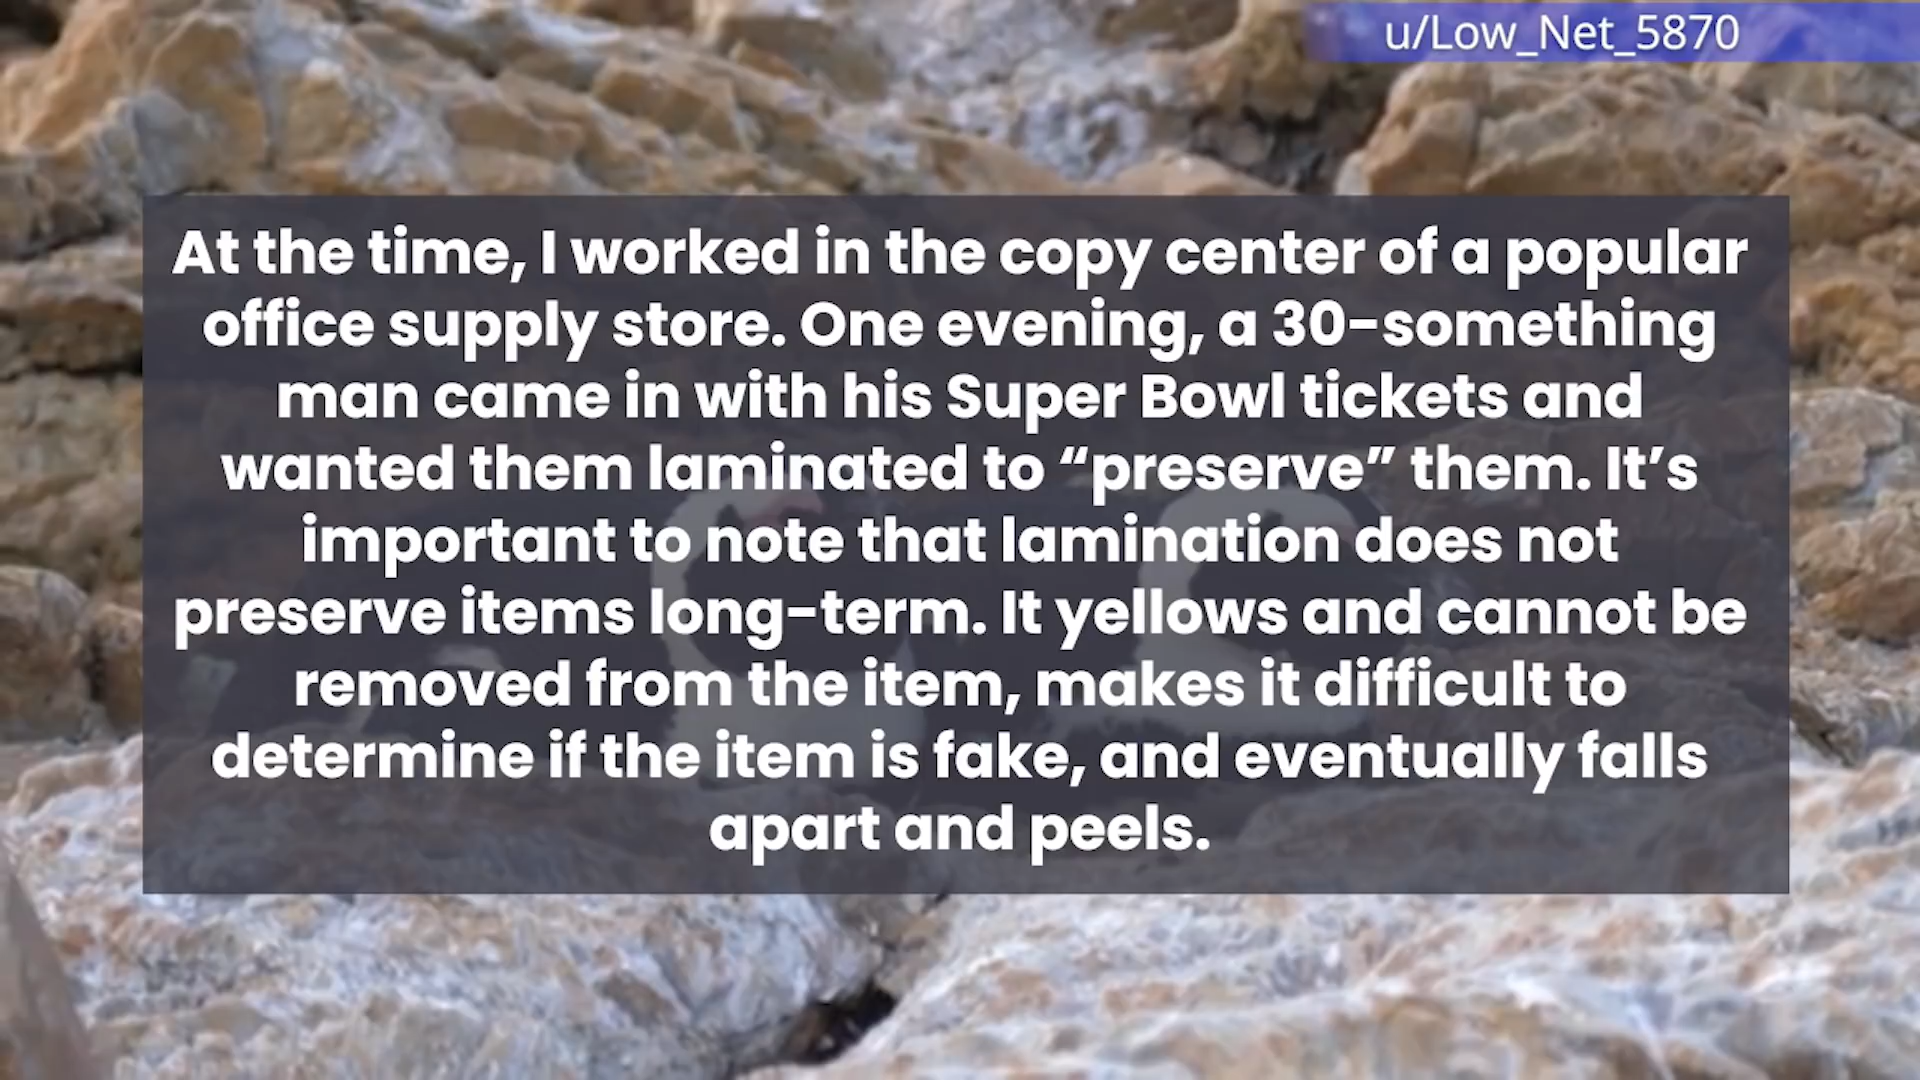 u/Low_Net_5870
At the time, I worked in the copy center of a popular
office supply store. One evening, a 30-something
man came in with his Super Bowl tickets and
wanted them laminated to “preserve” them. It’s
important to note that lamination does not
preserve items long-term. It yellows and cannot be
removed from the item, makes it difficult to
determine if the item is fake, and eventually falls
apart and peels.